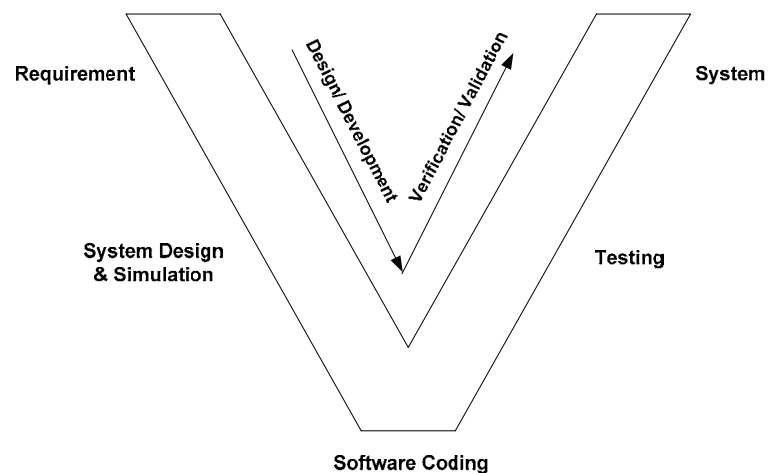 Requirement
Design/ Development
Verification/ Validation
System
System Design
& Simulation
Testing
Software Coding